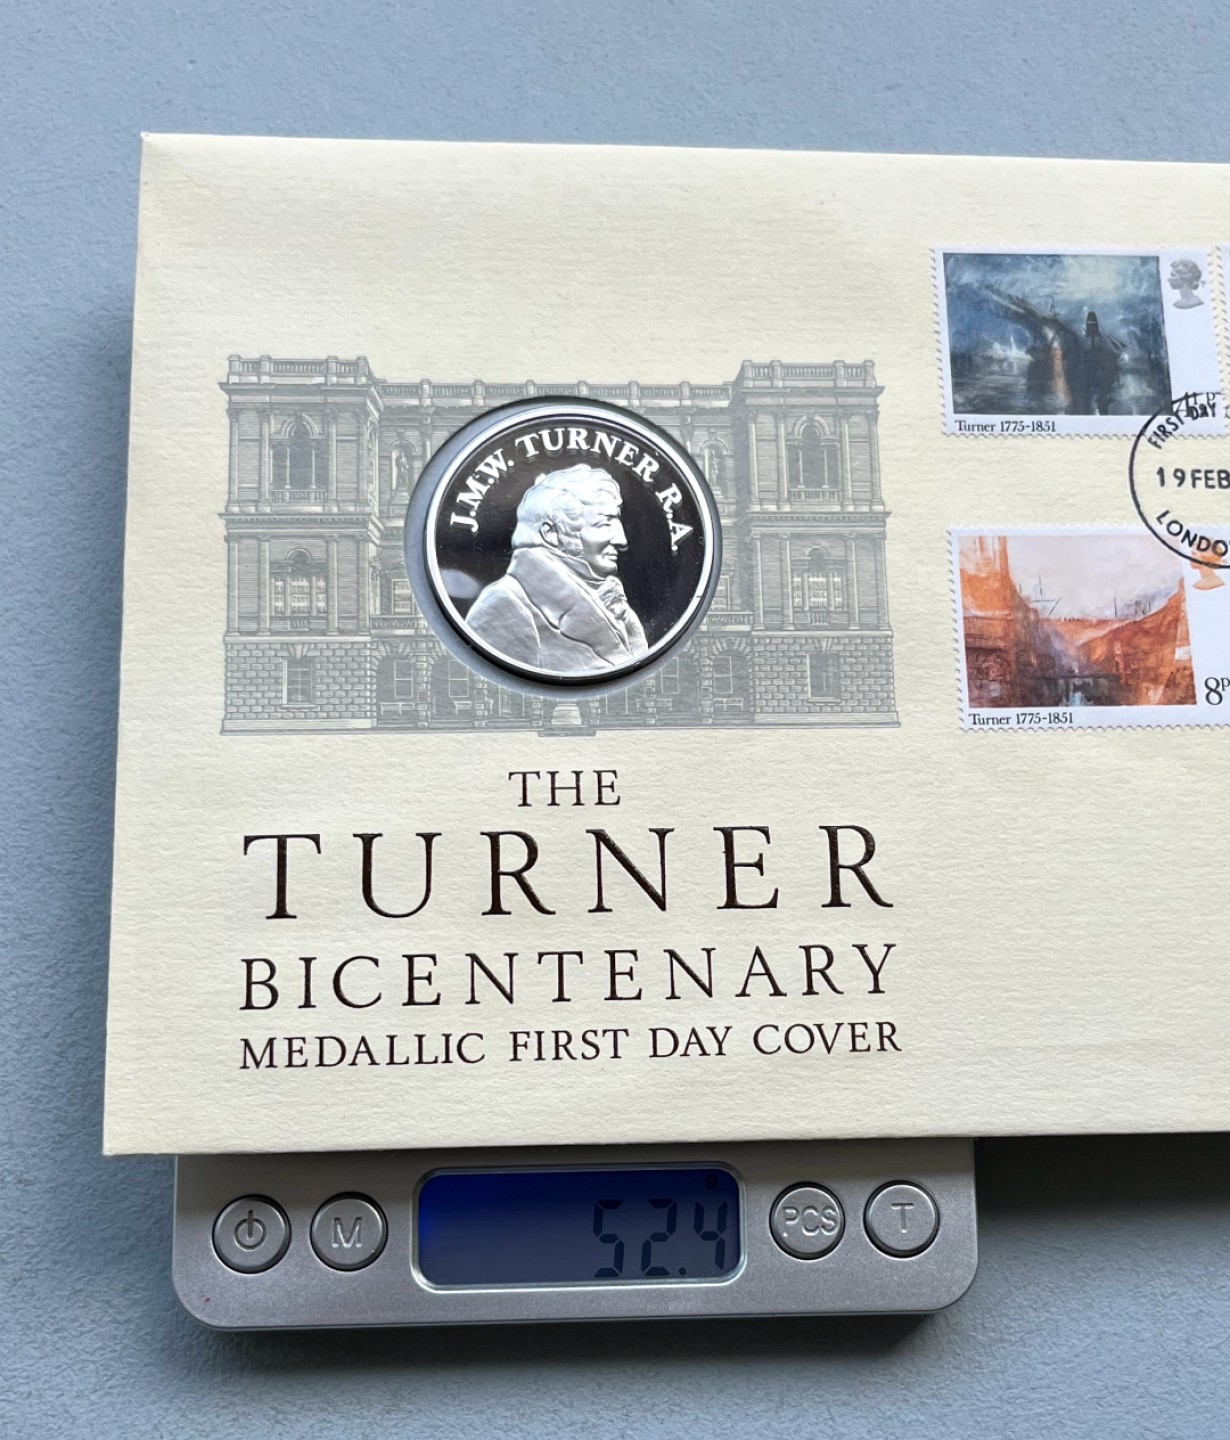 J.M.W. TURNER R.A.
THE
TURNER
BICENTENARY
MEDALLIC FIRST DAY COVER
Turner 1775-1851
FIRST DAY
19 FEB
Turner 1775-1851
8P
M
52.4
g
PCS
T